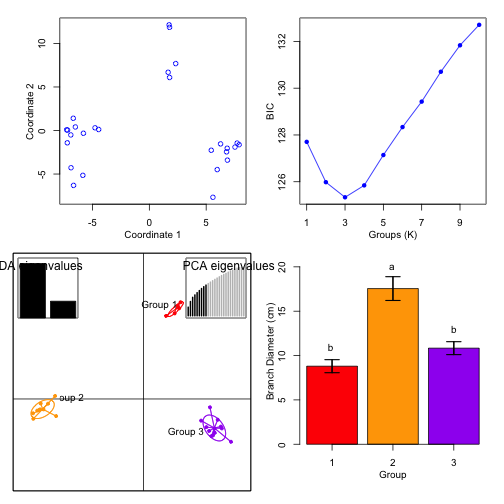 10
5
0
-5
Coordinate 2
-5
0
5
Coordinate 1
132
130
128
126
BIC
1
3
5
7
9
Groups (K)
DA eigenvalues
PCA eigenvalues
Group 1
oup 2
Group 3
20
15
10
5
0
Branch Diameter (cm)
a
b
b
1
2
3
Group